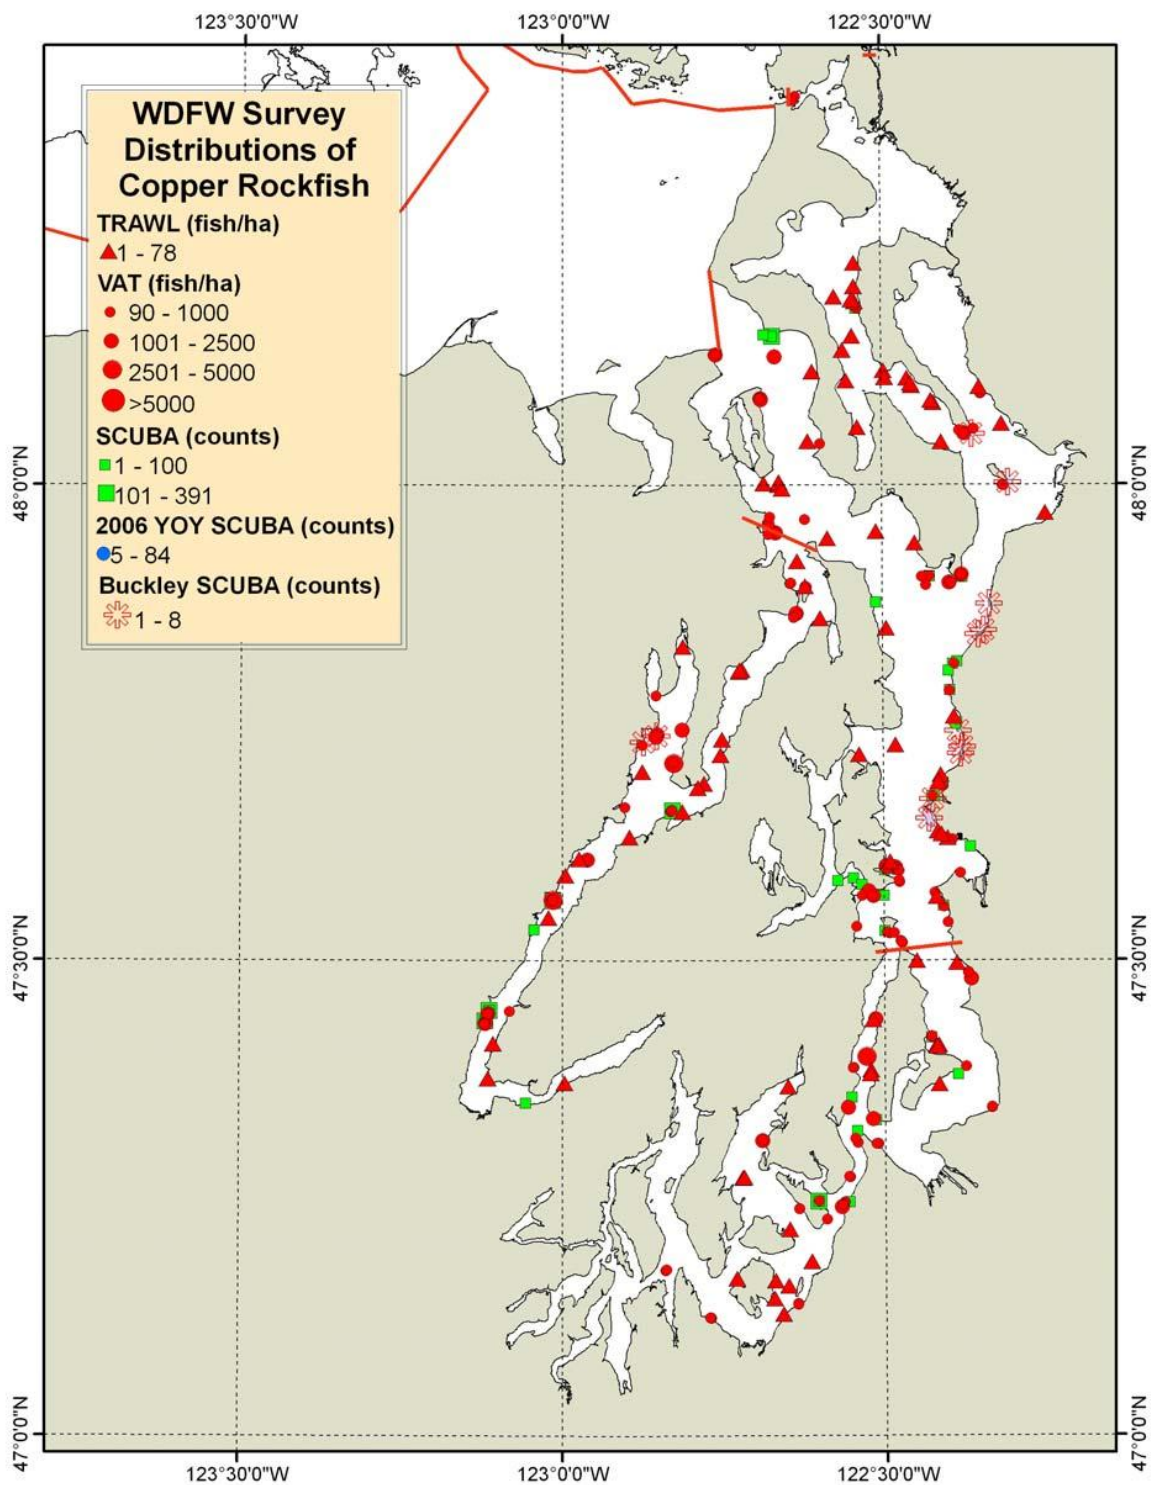 123°30'0"W 123°0'0"W 122°30'0"W
WDFW Survey
Distributions of
Copper Rockfish
TRAWL (fish/ha)
1 - 78
VAT (fish/ha)
90 - 1000
1001 - 2500
2501 - 5000
>5000
SCUBA (counts)
1 - 100
101 - 391
2006 YOY SCUBA (counts)
5 - 84
Buckley SCUBA (counts)
1 - 8
48°0'0"N 48°0'0"N
47°30'0"N 47°30'0"N
47°0'0"N 47°0'0"N
123°30'0"W 123°0'0"W 122°30'0"W